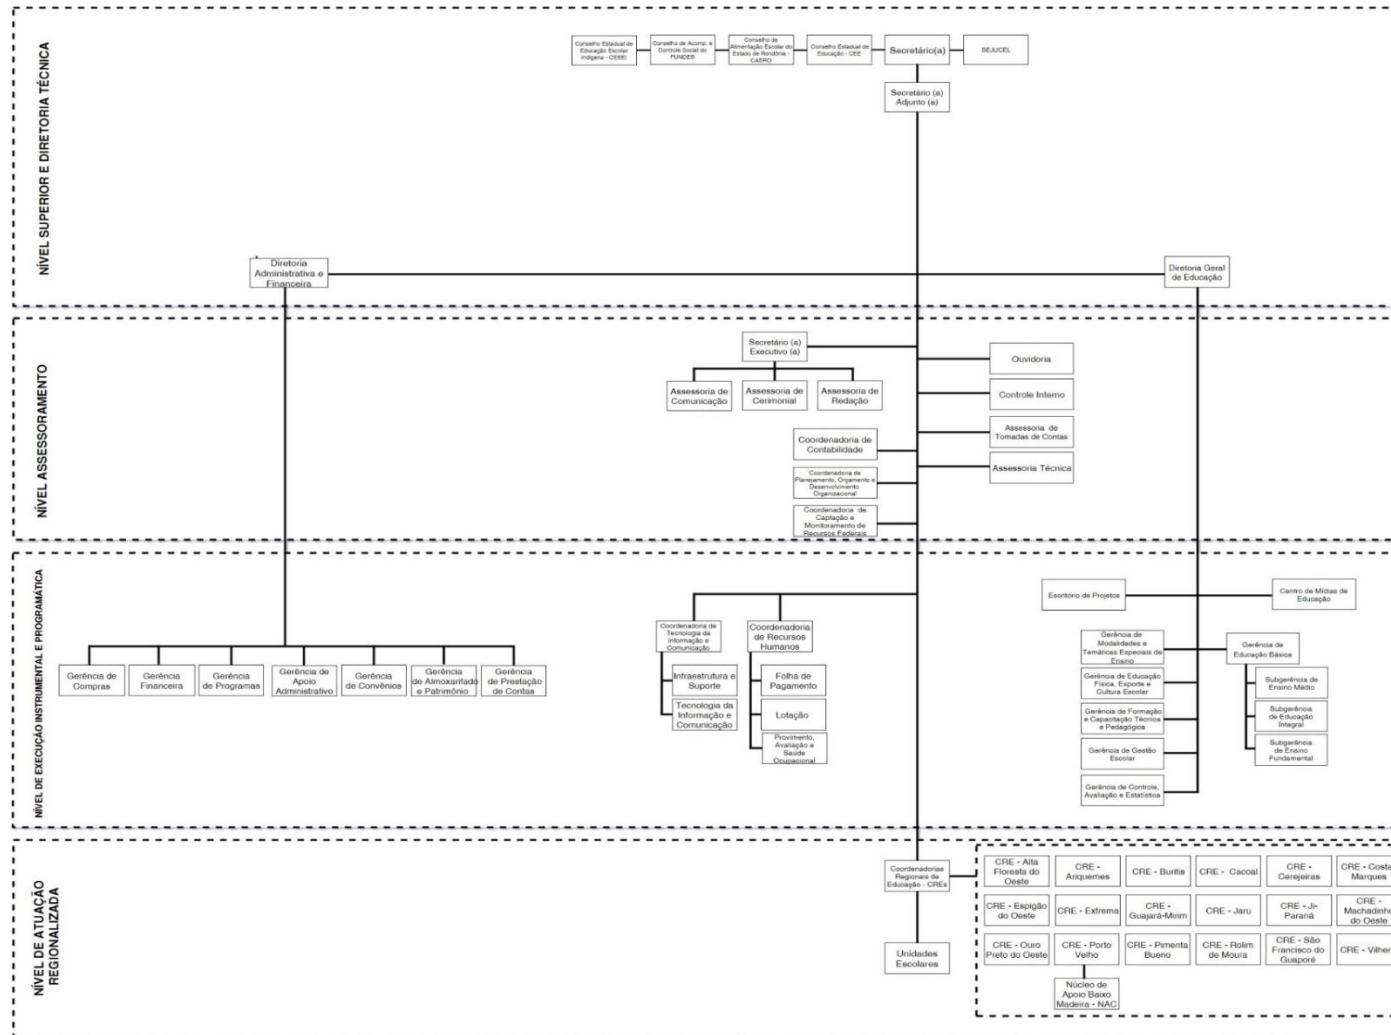 NÍVEL SUPERIOR E DIRETORIA TÉCNICA
Conselho Estadual de
Educação Escolar
Indígena - CEEEI
Conselho de Acomp. e
Controle Social do
FUNDEB
Conselho de
Alimentação Escolar do
Estado de Rondônia -
CAERO
Conselho Estadual de
Educação - CEE
Secretário(a)
SEJUCEL
Secretário (a)
Adjunto (a)
Diretoria
Administrativa e
Financeira
Diretoria Geral
de Educação
NÍVEL ASSESSORAMENTO
Secretário (a)
Executivo (a)
Assessoria de
Comunicação
Assessoria de
Cerimonial
Assessoria de
Redação
Ouvidoria
Controle Interno
Assessoria de
Tomadas de Contas
Assessoria Técnica
Coordenadoria de
Contabilidade
Coordenadoria de
Planejamento, Orçamento e
Desenvolvimento
Organizacional
Coordenadoria de
Captação e
Monitoramento de
Recursos Federais
NÍVEL DE EXECUÇÃO INSTRUMENTAL E PROGRAMÁTICA
Gerência de
Compras
Gerência
Financeira
Gerência
de Programas
Gerência de
Apoio
Administrativo
Gerência
de Convênios
Gerência
de Almoxarifado
e Patrimônio
Gerência
de Prestação
de Contas
Coordenadoria de
Tecnologia da
Informação e
Comunicação
Infraestrutura e
Suporte
Tecnologia da
Informação e
Comunicação
Coordenadoria
de Recursos
Humanos
Folha de
Pagamento
Lotação
Provimento,
Avaliação e
Saúde
Ocupacional
Escritório de Projetos
Centro de Mídias de
Educação
Gerência de
Modalidades e
Temáticas Especiais de
Ensino
Gerência de Educação
Física, Esporte e
Cultura Escolar
Gerência de Formação
e Capacitação Técnica
e Pedagógica
Gerência de Gestão
Escolar
Gerência de Controle,
Avaliação e Estatística
Gerência de
Educação Básica
Subgerência de
Ensino Médio
Subgerência
de Educação
Integral
Subgerência
de Ensino
Fundamental
NÍVEL DE ATUAÇÃO
REGIONALIZADA
Coordenadorias
Regionais de
Educação - CREs
Unidades
Escolares
CRE - Alta
Floresta do
Oeste
CRE -
Ariquemes
CRE - Buritis
CRE - Cacoal
CRE -
Cerejeiras
CRE - Costa
Marques
CRE - Espigão
do Oeste
CRE - Extrema
CRE -
Guajará-Mirim
CRE - Jaru
CRE - Ji-
Paraná
CRE -
Machadinho
do Oeste
CRE - Ouro
Preto do Oeste
CRE - Porto
Velho
CRE - Pimenta
Bueno
CRE - Rolim
de Moura
CRE - São
Francisco do
Guaporé
CRE - Vilhena
Núcleo de
Apoio Baixo
Madeira - NAC